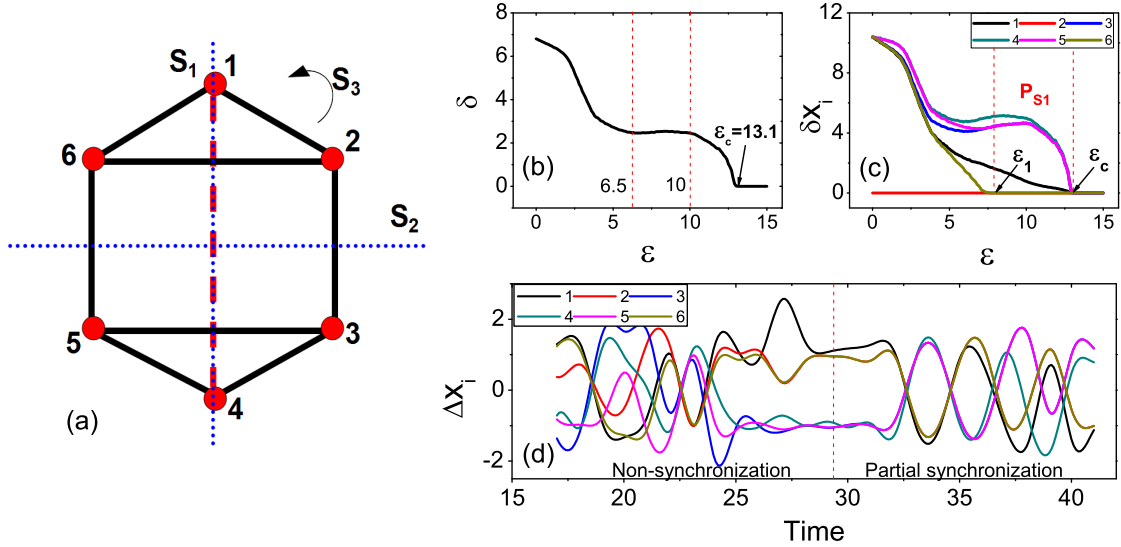 S1 1
S3
6 2
S2
5 3
4
(a)
8
6
4
2
0
δ
εc=13.1
6.5 10
(b)
0 5 10 15
ε
12
8
4
0
δxi
1 2 3
4 5 6
PS1
ε1 εc
(c)
0 5 10 15
ε
2
0
-2
Δxi
1 2 3
4 5 6
(d)
Non-synchronization Partial synchronization
15 20 25 30 35 40
Time